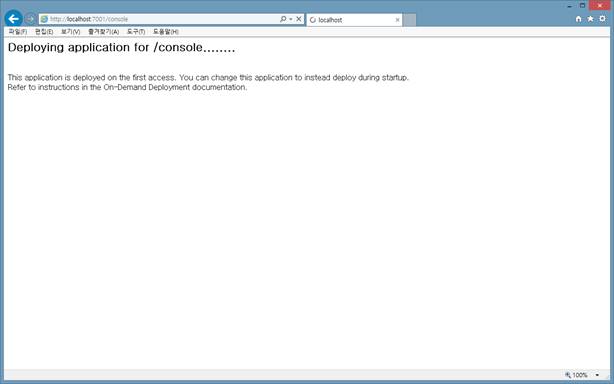 http://localhost:7001/console
localhost
파일(F) 편집(E) 보기(V) 즐겨찾기(A) 도구(T) 도움말(H)
Deploying application for /console........
This application is deployed on the first access. You can change this application to instead deploy during startup.
Refer to instructions in the On-Demand Deployment documentation.
100%